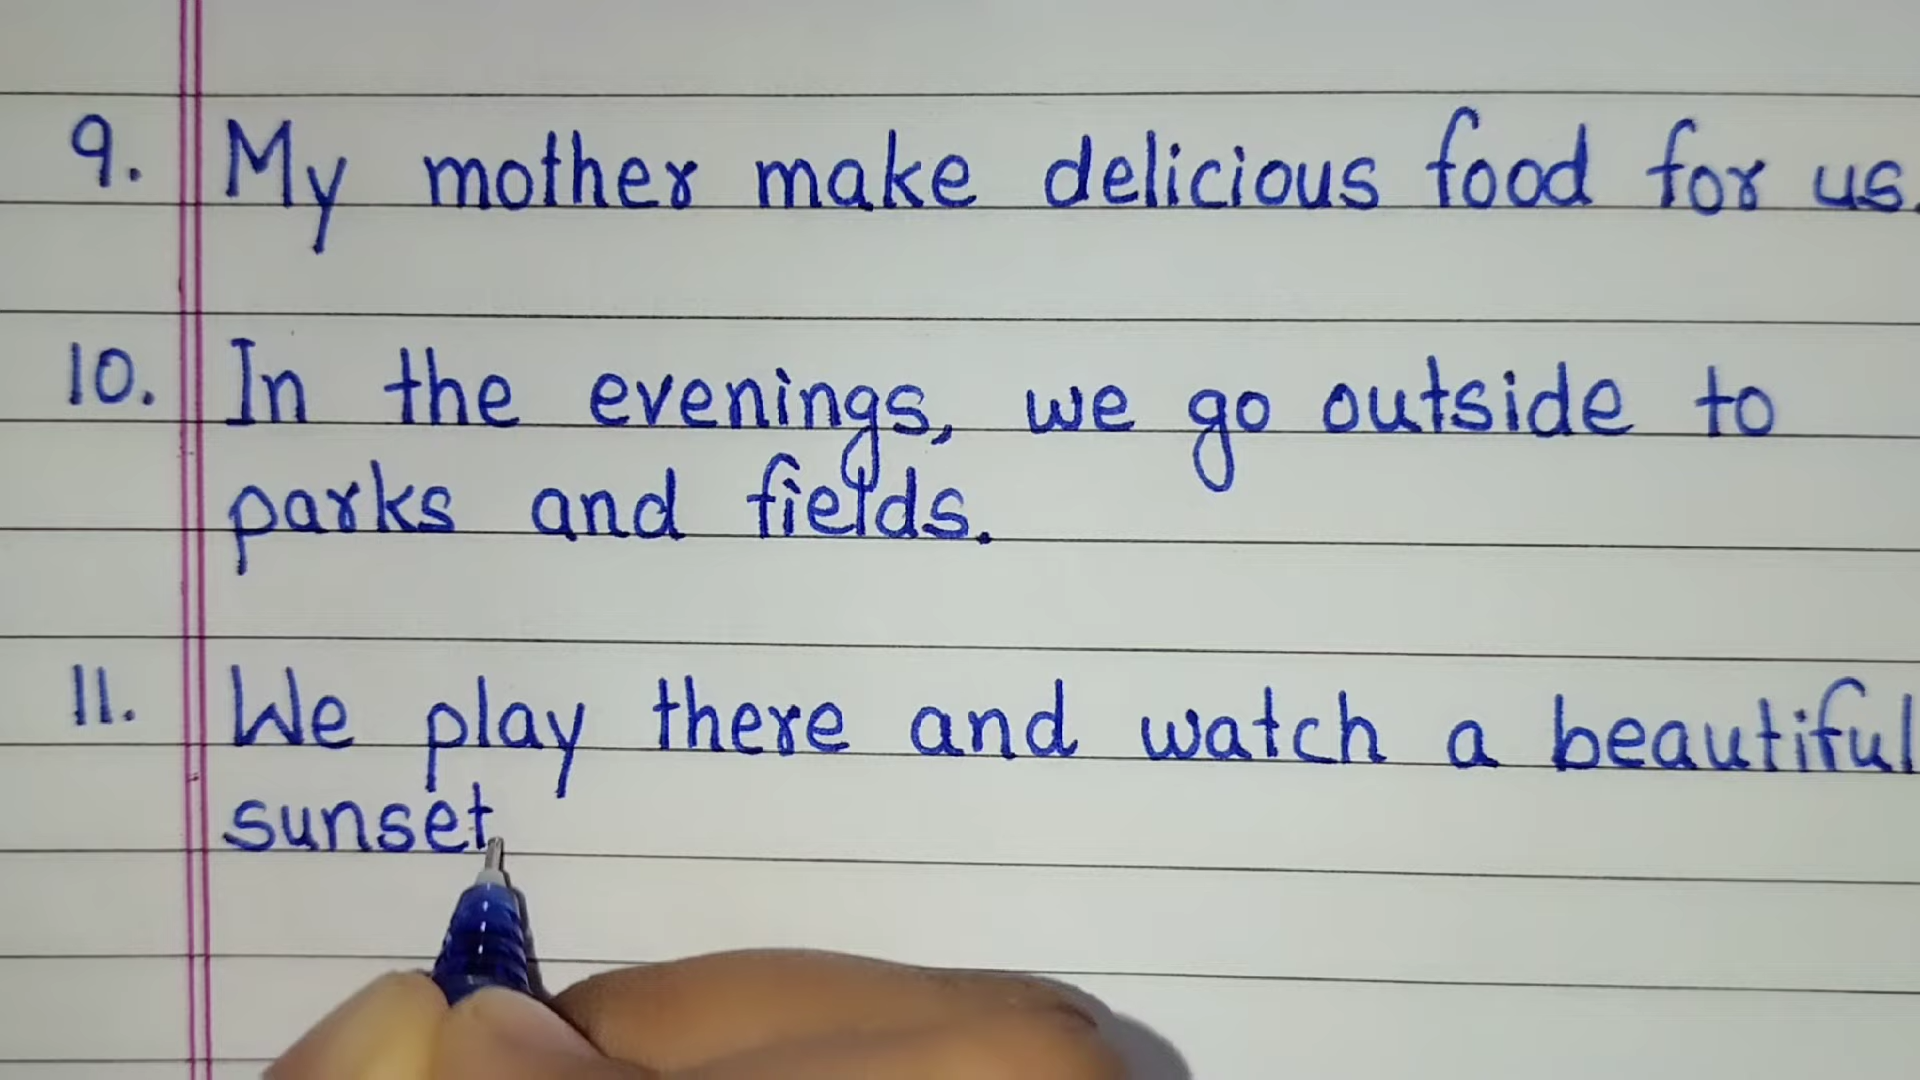 9. My mother make delicious food for us.
10. In the evenings, we go outside to
parks and fields.
11. We play there and watch a beautiful
sunset